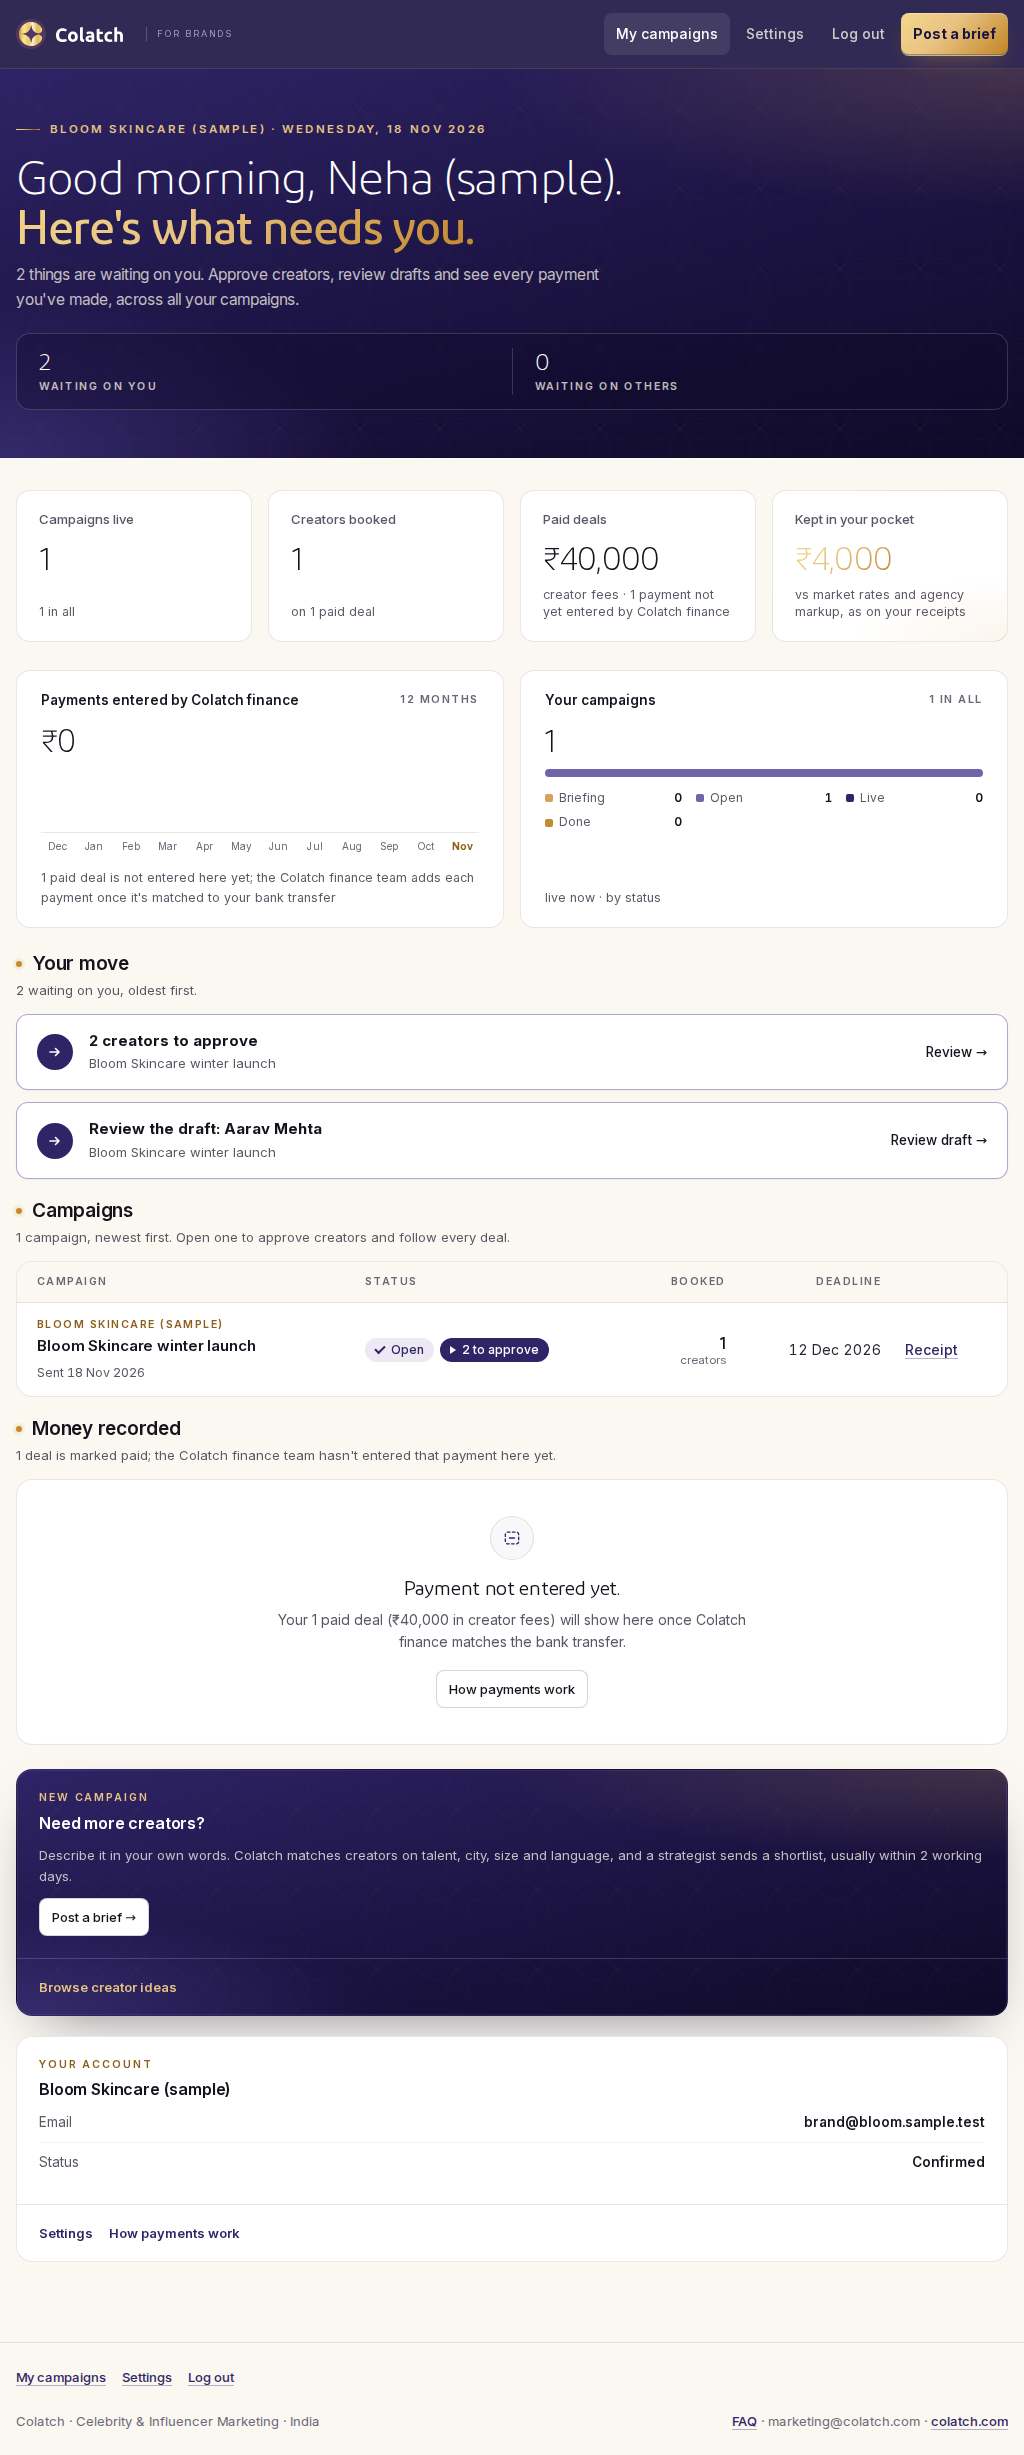 Colatch
FOR BRANDS
My campaigns
Settings
Log out
Post a brief
BLOOM SKINCARE (SAMPLE) · WEDNESDAY, 18 NOV 2026
Good morning, Neha (sample).
Here's what needs you.
2 things are waiting on you. Approve creators, review drafts and see every payment
you've made, across all your campaigns.
2
WAITING ON YOU
0
WAITING ON OTHERS
Campaigns live
1
1 in all
Creators booked
1
on 1 paid deal
Paid deals
₹40,000
creator fees · 1 payment not
yet entered by Colatch finance
Kept in your pocket
₹4,000
vs market rates and agency
markup, as on your receipts
Payments entered by Colatch finance
12 MONTHS
₹0
Dec Jan Feb Mar Apr May Jun Jul Aug Sep Oct Nov
1 paid deal is not entered here yet; the Colatch finance team adds each
payment once it's matched to your bank transfer
Your campaigns
1 IN ALL
1
Briefing 0 Open 1 Live 0
Done 0
live now · by status
Your move
2 waiting on you, oldest first.
2 creators to approve
Bloom Skincare winter launch
Review →
Review the draft: Aarav Mehta
Bloom Skincare winter launch
Review draft →
Campaigns
1 campaign, newest first. Open one to approve creators and follow every deal.
CAMPAIGN STATUS BOOKED DEADLINE
BLOOM SKINCARE (SAMPLE)
Bloom Skincare winter launch
Sent 18 Nov 2026
Open
2 to approve
1
creators
12 Dec 2026
Receipt
Money recorded
1 deal is marked paid; the Colatch finance team hasn't entered that payment here yet.
Payment not entered yet.
Your 1 paid deal (₹40,000 in creator fees) will show here once Colatch
finance matches the bank transfer.
How payments work
NEW CAMPAIGN
Need more creators?
Describe it in your own words. Colatch matches creators on talent, city, size and language, and a strategist sends a shortlist, usually within 2 working
days.
Post a brief →
Browse creator ideas
YOUR ACCOUNT
Bloom Skincare (sample)
Email brand@bloom.sample.test
Status Confirmed
Settings How payments work
My campaigns Settings Log out
Colatch · Celebrity & Influencer Marketing · India
FAQ · marketing@colatch.com · colatch.com